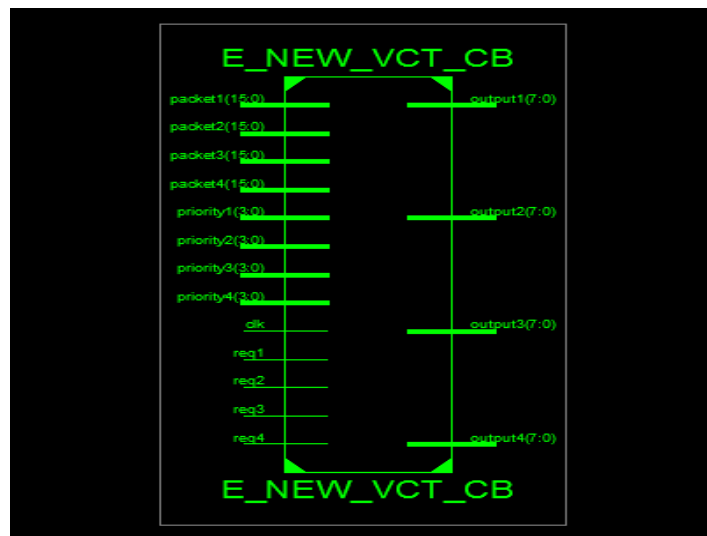 E_NEW_VCT_CB
packet1(15:0)
output1(7:0)
packet2(15:0)
packet3(15:0)
packet4(15:0)
priority1(3:0)
output2(7:0)
priority2(3:0)
priority3(3:0)
priority4(3:0)
clk
output3(7:0)
req1
req2
req3
req4
output4(7:0)
E_NEW_VCT_CB